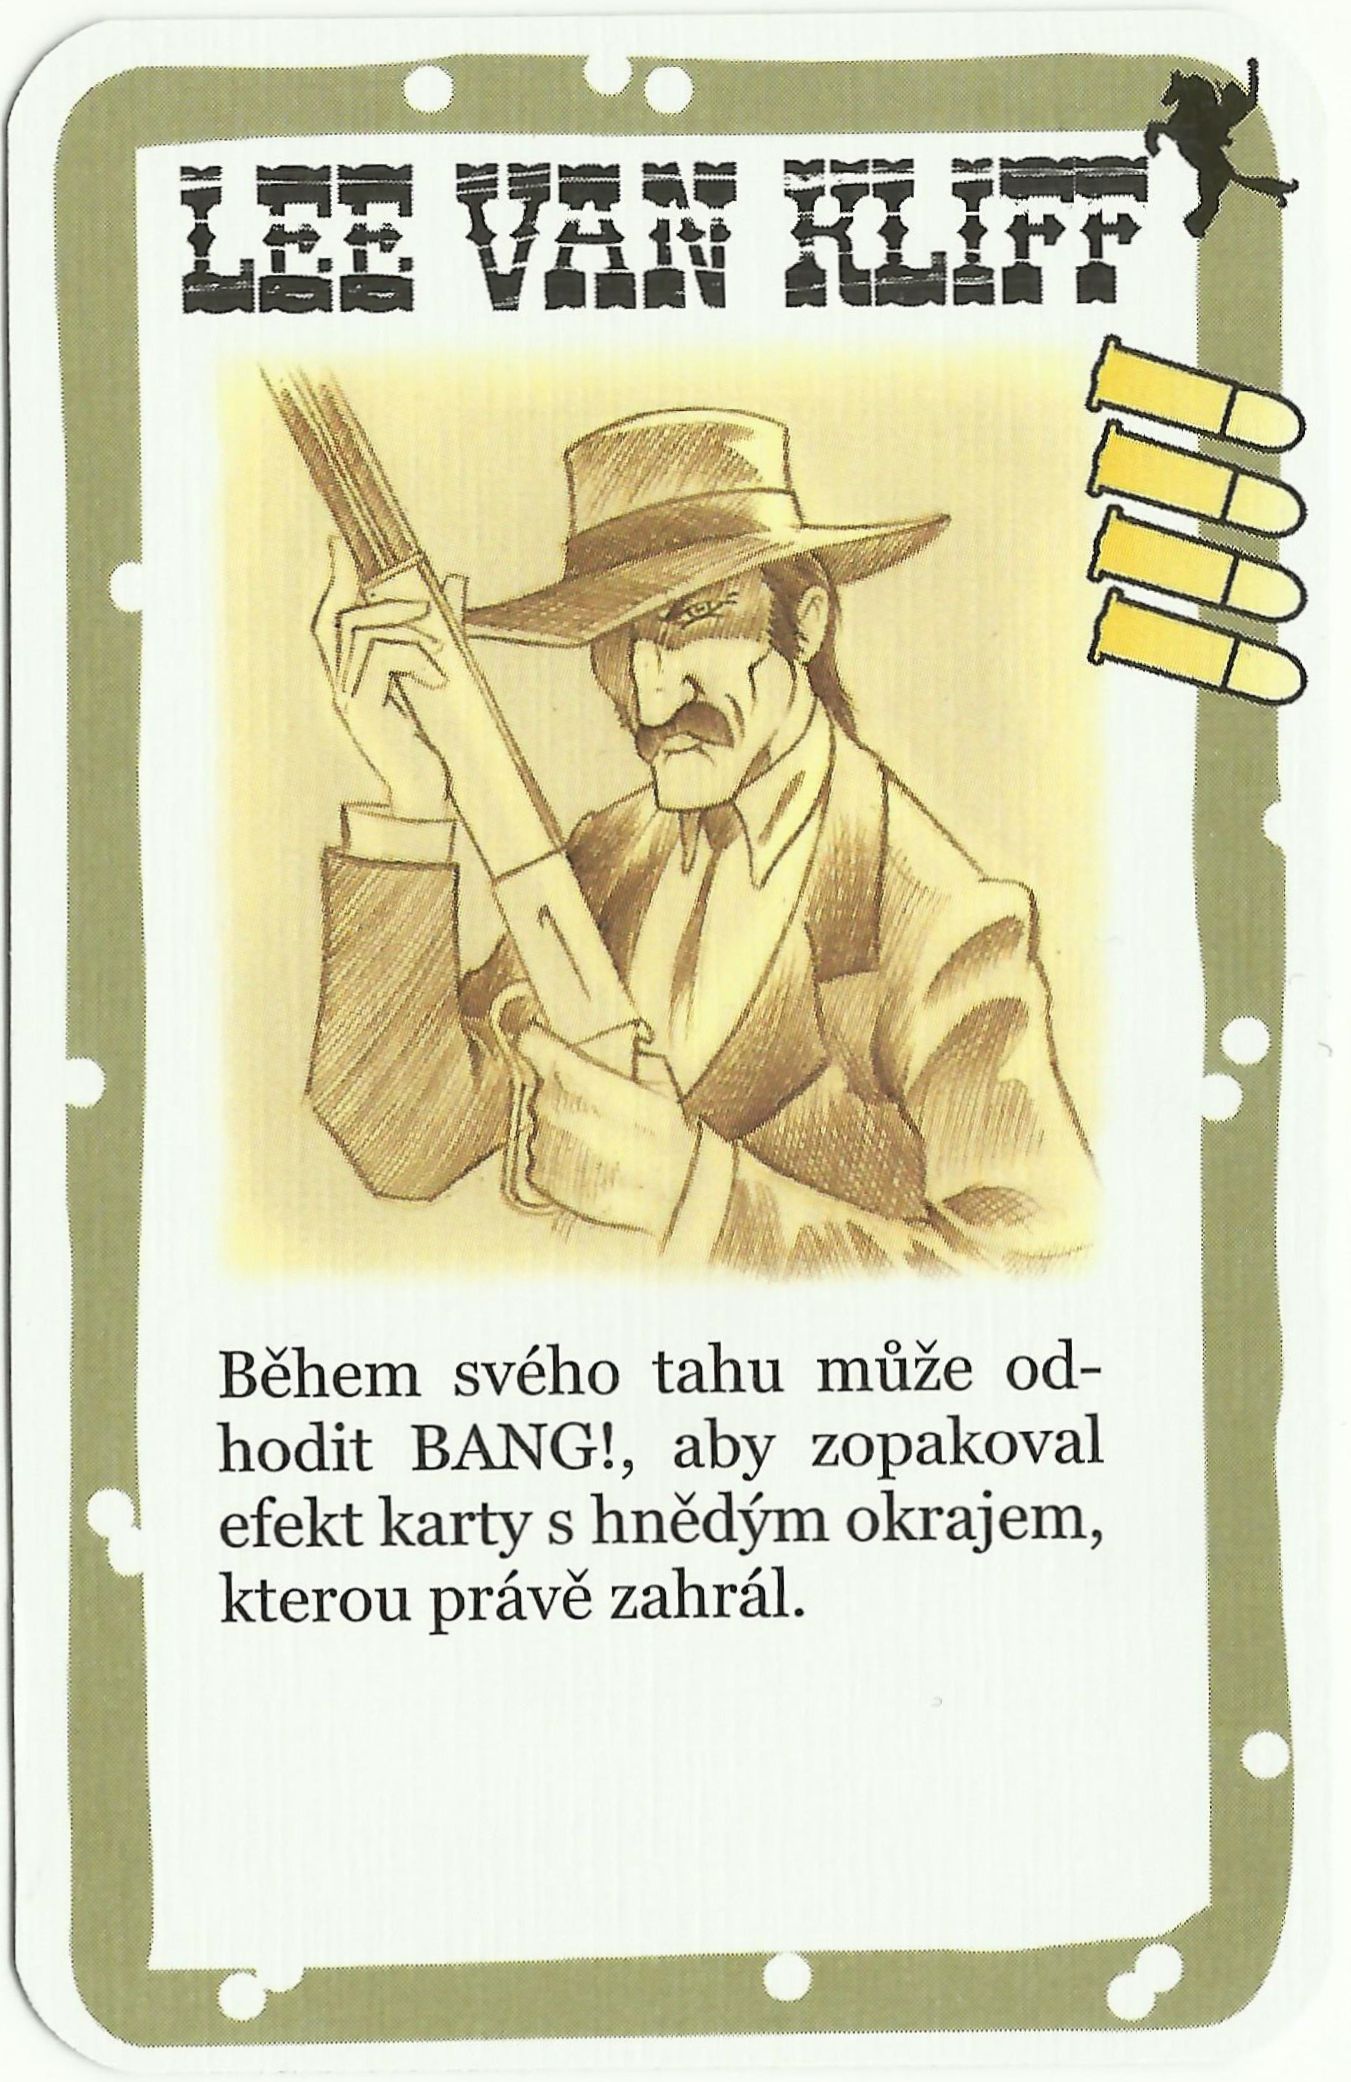 LEE VAN KLIFF
Během svého tahu může od-
hodit BANG!, aby zopakoval
efekt karty s hnědým okrajem,
kterou právě zahrál.